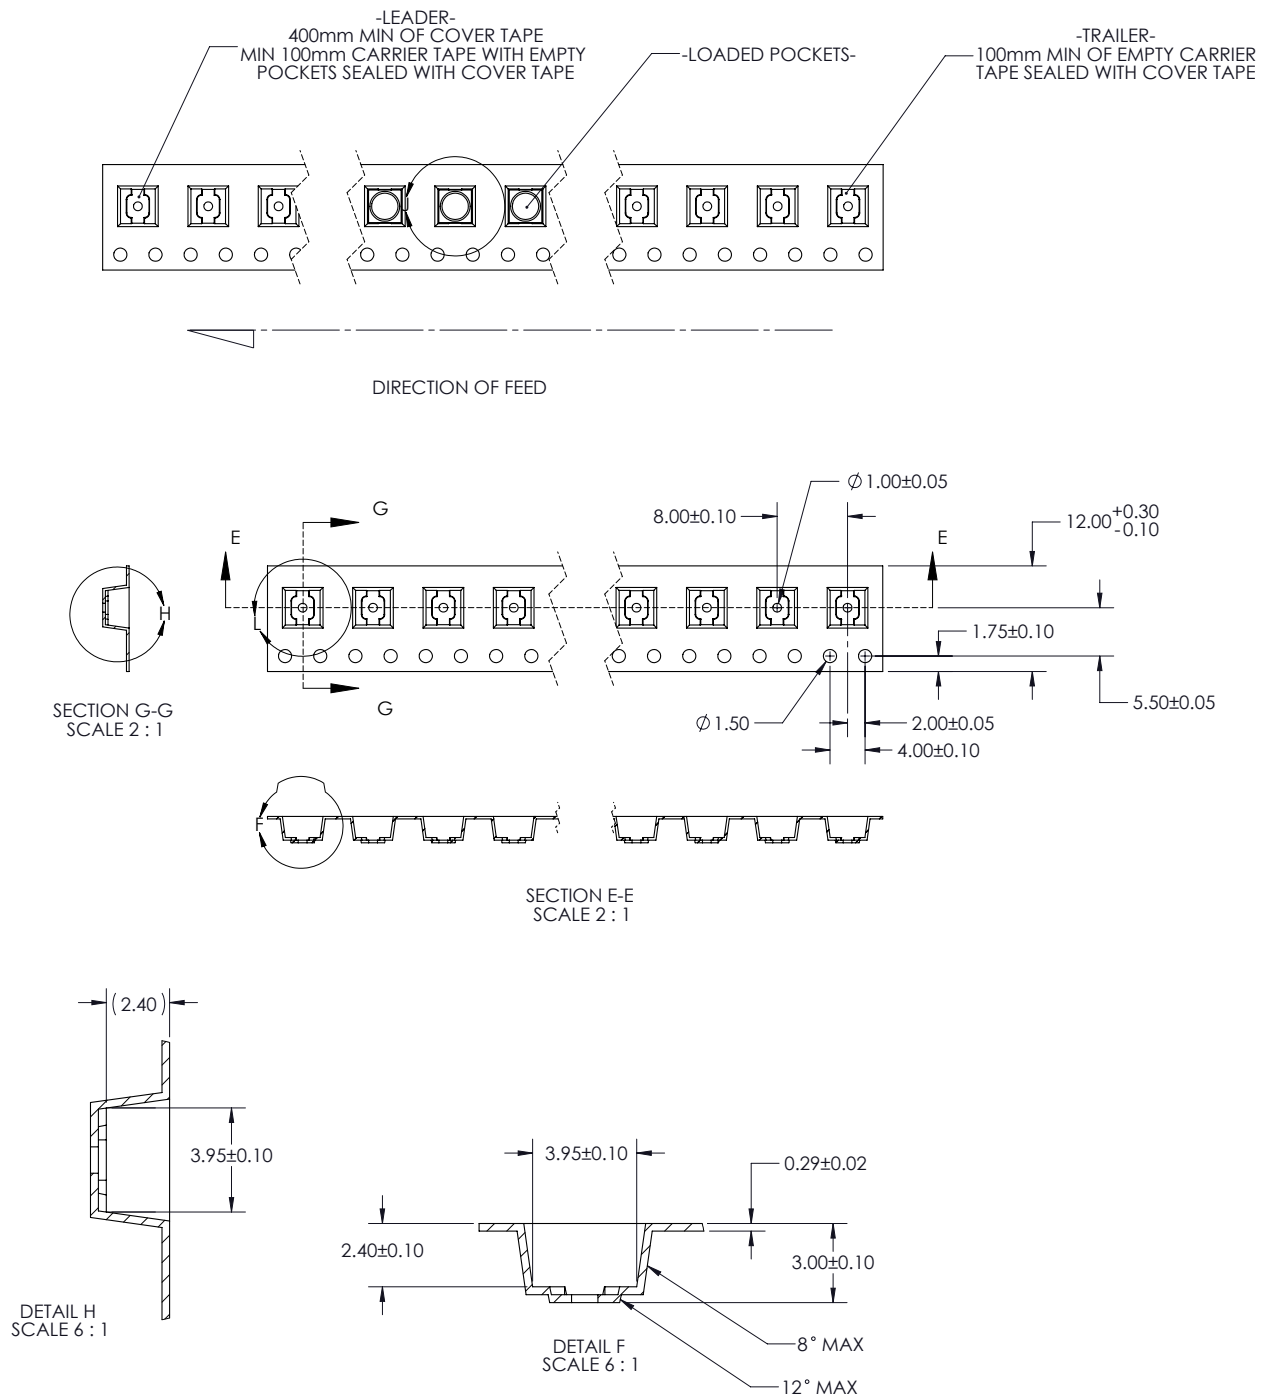 -LEADER-
400mm MIN OF COVER TAPE
MIN 100mm CARRIER TAPE WITH EMPTY
POCKETS SEALED WITH COVER TAPE
-LOADED POCKETS-
-TRAILER-
100mm MIN OF EMPTY CARRIER
TAPE SEALED WITH COVER TAPE
DIRECTION OF FEED
Ø1.00±0.05
8.00±0.10
12.00 +0.30
-0.10
G
E
E
H
1.75±0.10
5.50±0.05
G
Ø1.50
2.00±0.05
4.00±0.10
SECTION G-G
SCALE 2 : 1
F
SECTION E-E
SCALE 2 : 1
(2.40)
3.95±0.10
DETAIL H
SCALE 6 : 1
3.95±0.10
0.29±0.02
2.40±0.10
3.00±0.10
8° MAX
12° MAX
DETAIL F
SCALE 6 : 1